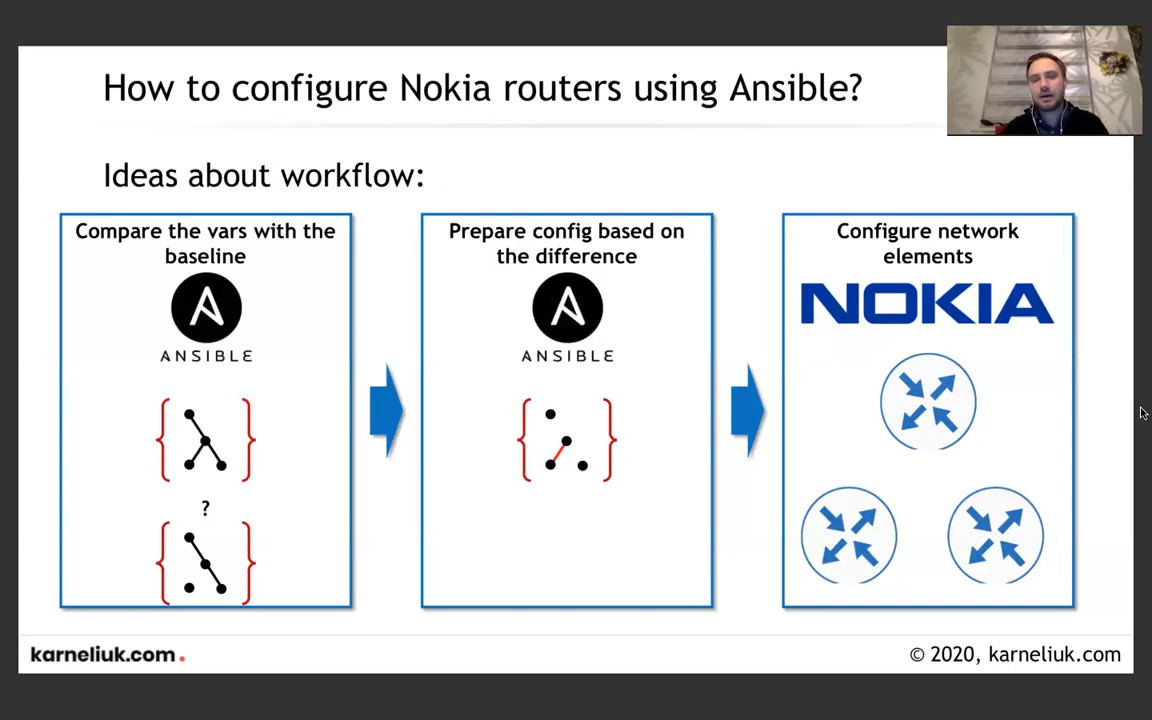 How to configure Nokia routers using Ansible?
Ideas about workflow:
Compare the vars with the
baseline
ANSIBLE
?
Prepare config based on
the difference
ANSIBLE
Configure network
elements
NOKIA
karneliuk.com.
© 2020, karneliuk.com